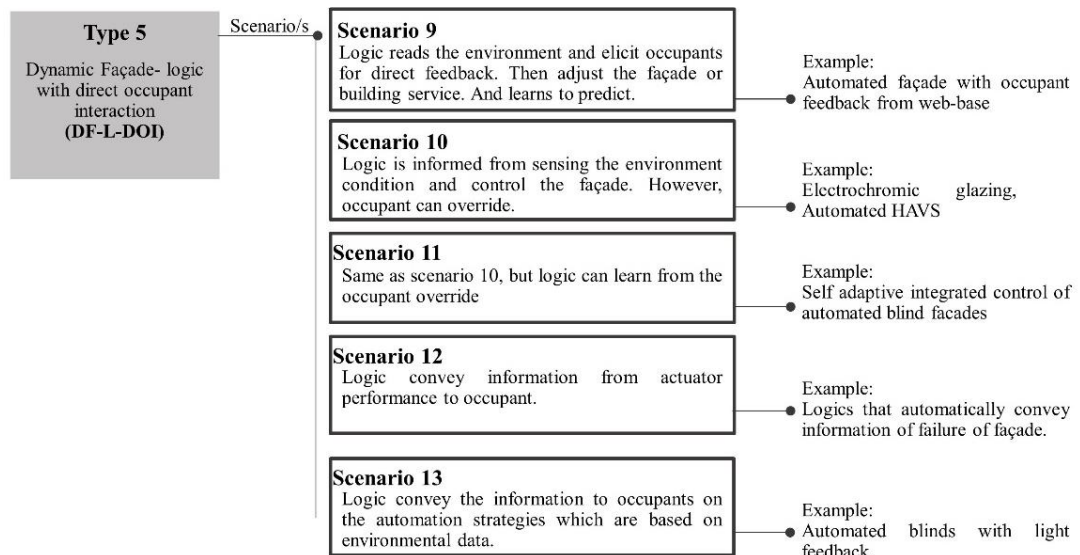 Type 5
Dynamic Façade- logic
with direct occupant
interaction
(DF-L-DOI)
Scenario/s
Scenario 9
Logic reads the environment and elicit occupants
for direct feedback. Then adjust the façade or
building service. And learns to predict.
Example:
Automated façade with occupant
feedback from web-base
Scenario 10
Logic is informed from sensing the environment
condition and control the façade. However,
occupant can override.
Example:
Electrochromic glazing,
Automated HAVS
Scenario 11
Same as scenario 10, but logic can learn from the
occupant override
Example:
Self adaptive integrated control of
automated blind facades
Scenario 12
Logic convey information from actuator
performance to occupant.
Example:
Logics that automatically convey
information of failure of façade.
Scenario 13
Logic convey the information to occupants on
the automation strategies which are based on
environmental data.
Example:
Automated blinds with light
feedback